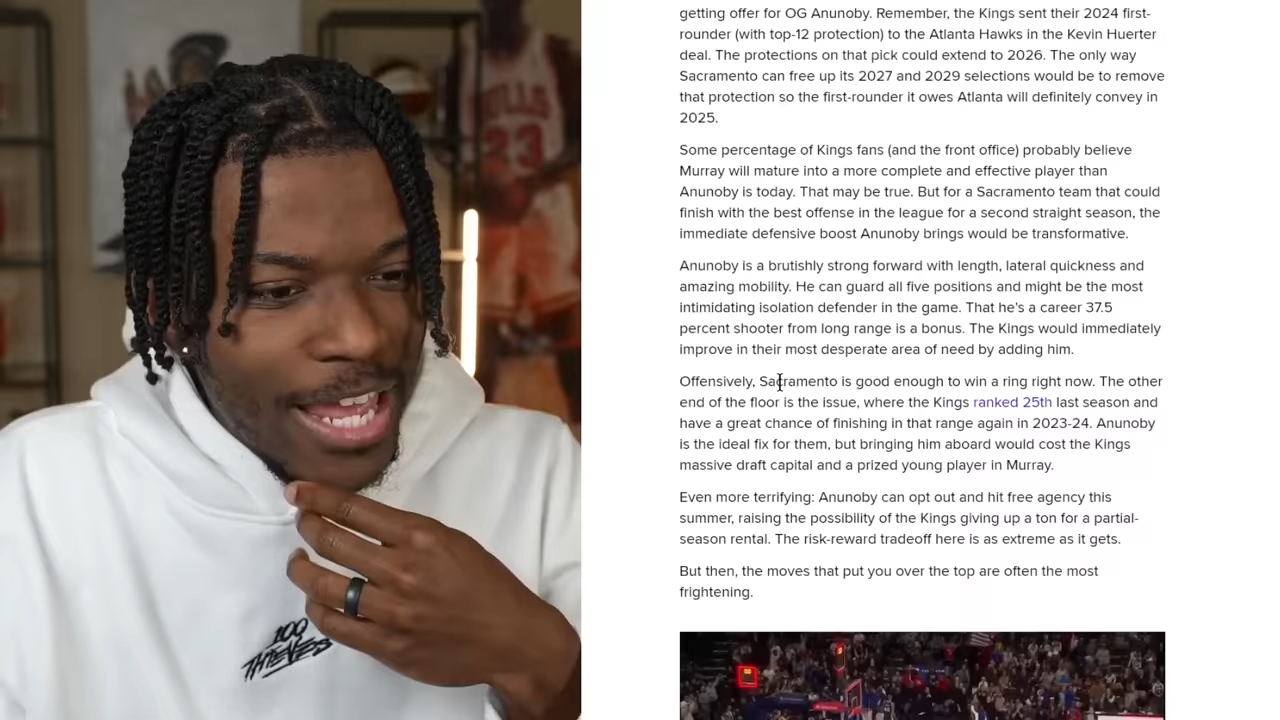 BULLS
23
100
THIEVES
getting offer for OG Anunoby. Remember, the Kings sent their 2024 first-
rounder (with top-12 protection) to the Atlanta Hawks in the Kevin Huerter
deal. The protections on that pick could extend to 2026. The only way
Sacramento can free up its 2027 and 2029 selections would be to remove
that protection so the first-rounder it owes Atlanta will definitely convey in
2025.
Some percentage of Kings fans (and the front office) probably believe
Murray will mature into a more complete and effective player than
Anunoby is today. That may be true. But for a Sacramento team that could
finish with the best offense in the league for a second straight season, the
immediate defensive boost Anunoby brings would be transformative.
Anunoby is a brutishly strong forward with length, lateral quickness and
amazing mobility. He can guard all five positions and might be the most
intimidating isolation defender in the game. That he's a career 37.5
percent shooter from long range is a bonus. The Kings would immediately
improve in their most desperate area of need by adding him.
Offensively, Sacramento is good enough to win a ring right now. The other
end of the floor is the issue, where the Kings ranked 25th last season and
have a great chance of finishing in that range again in 2023-24. Anunoby
is the ideal fix for them, but bringing him aboard would cost the Kings
massive draft capital and a prized young player in Murray.
Even more terrifying: Anunoby can opt out and hit free agency this
summer, raising the possibility of the Kings giving up a ton for a partial-
season rental. The risk-reward tradeoff here is as extreme as it gets.
But then, the moves that put you over the top are often the most
frightening.